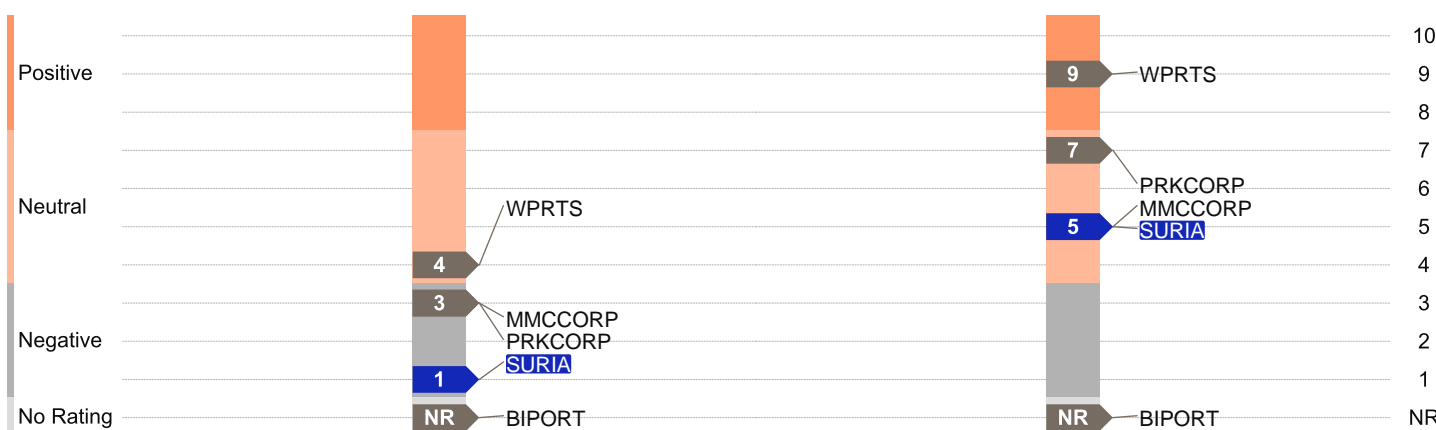 10
Positive
9
WPRTS
9
8
7
7
PRKCORP
6
Neutral
WPRTS
MMCCORP
5
SURIA
5
4
4
3
3
MMCCORP
Negative
PRKCORP
2
SURIA
1
1
No Rating
NR
BIPORT
NR
BIPORT
NR